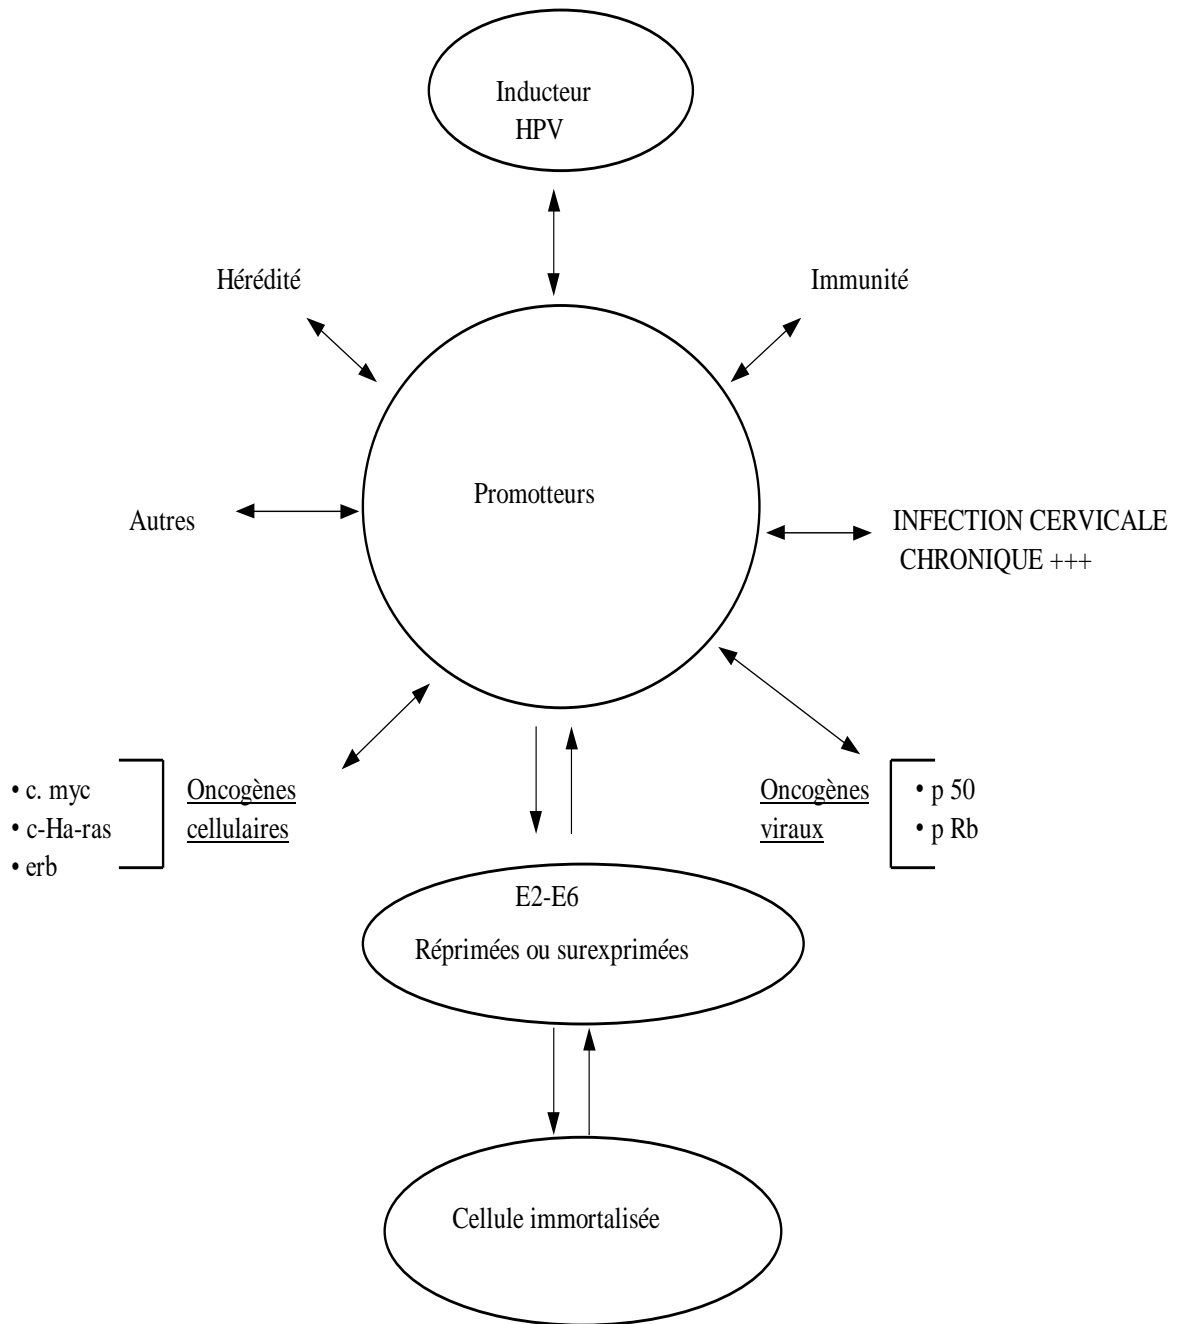 Inducteur
HPV
Hérédité
Immunité
Promotteurs
Autres
INFECTION CERVICALE
CHRONIQUE +++
• c. myc
• c-Ha-ras
• erb
Oncogènes
cellulaires
Oncogènes
viraux
• p 50
• p Rb
E2-E6
Réprimées ou surexprimées
Cellule immortalisée